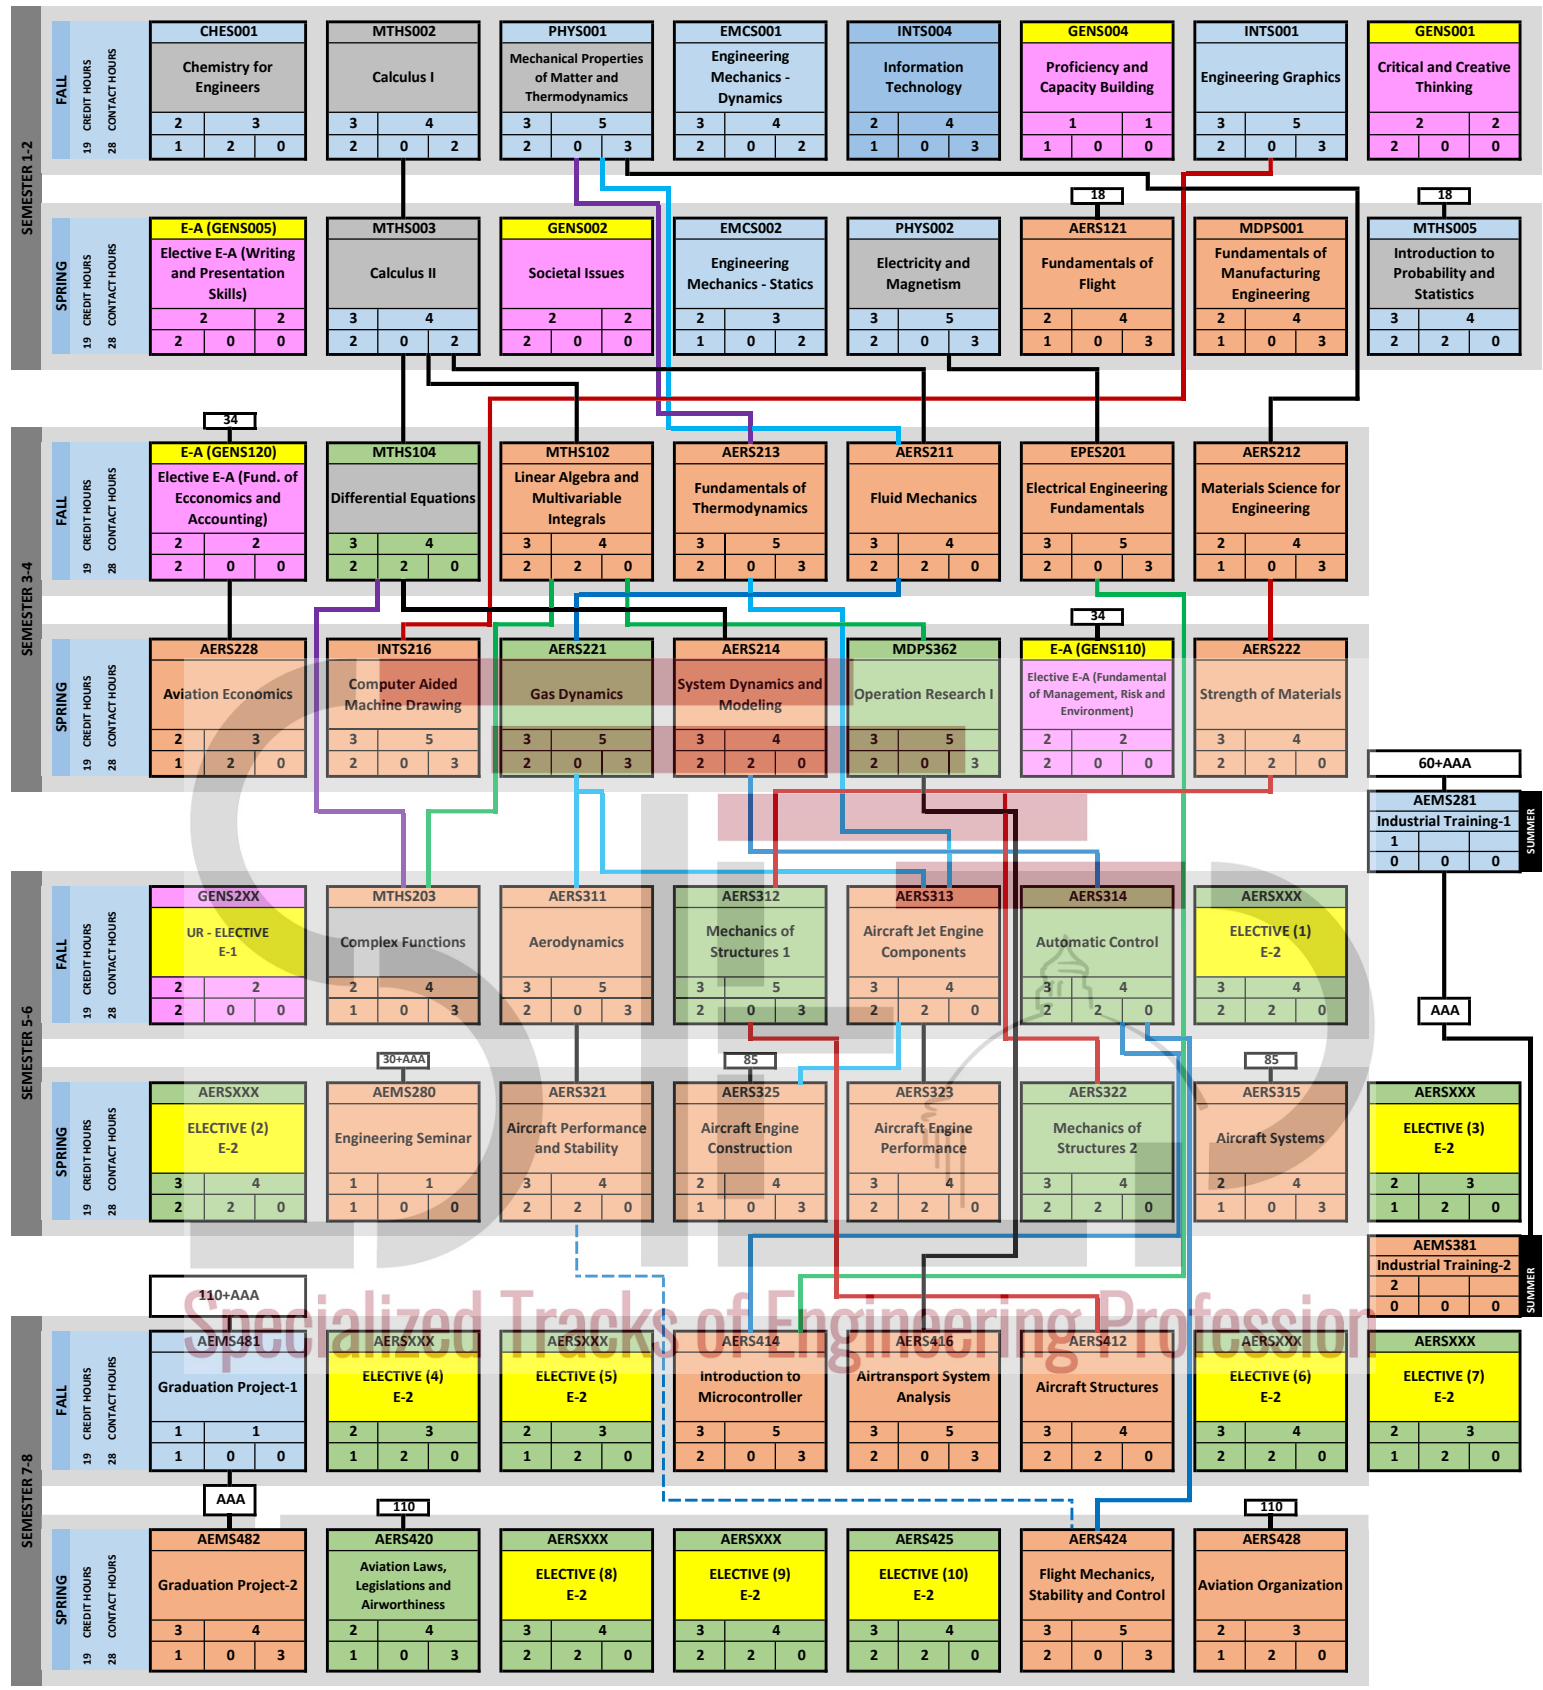 SEMESTER 1-2
FALL
19 CREDIT HOURS
28 CONTACT HOURS
CHES001 MTHS002 PHYS001 EMCS001 INTS004 GENS004 INTS001 GENS001
Chemistry for
Engineers
Calculus I
Mechanical Properties
of Matter and
Thermodynamics
Engineering
Mechanics -
Dynamics
Information
Technology
Proficiency and
Capacity Building
Engineering Graphics
Critical and Creative
Thinking
2 3 3 4 3 5 3 4 2 4 1 1 3 5 2 2
1 2 0 2 0 2 2 0 3 2 0 2 1 0 3 1 0 0 2 0 3 2 0 0
18 18
SPRING
19 CREDIT HOURS
28 CONTACT HOURS
E-A (GENS005) MTHS003 GENS002 EMCS002 PHYS002 AERS121 MDPS001 MTHS005
Elective E-A (Writing
and Presentation
Skills)
Calculus II
Societal Issues
Engineering
Mechanics - Statics
Electricity and
Magnetism
Fundamentals of
Flight
Fundamentals of
Manufacturing
Engineering
Introduction to
Probability and
Statistics
2 2 3 4 2 2 2 3 3 5 2 4 2 4 3 4
2 0 0 2 0 2 2 0 0 1 0 2 2 0 3 1 0 3 1 0 3 2 2 0
SEMESTER 3-4
34
FALL
19 CREDIT HOURS
28 CONTACT HOURS
E-A (GENS120) MTHS104 MTHS102 AERS213 AERS211 EPES201 AERS212
Elective E-A (Fund. of
Ecconomics and
Accounting)
Differential Equations
Linear Algebra and
Multivariable
Integrals
Fundamentals of
Thermodynamics
Fluid Mechanics
Electrical Engineering
Fundamentals
Materials Science for
Engineering
2 2 3 4 3 4 3 5 3 4 3 5 2 4
2 0 0 2 2 0 2 2 0 2 0 3 2 2 0 2 0 3 1 0 3
34
SPRING
19 CREDIT HOURS
28 CONTACT HOURS
AERS228 INTS216 AERS221 AERS214 MDPS362 E-A (GENS110) AERS222
Aviation Economics
Computer Aided
Machine Drawing
Gas Dynamics
System Dynamics and
Modeling
Operation Research I
Elective E-A (Fundamental
of Management, Risk and
Environment)
Strength of Materials
2 3 3 5 3 5 3 4 3 5 2 2 3 4
1 2 0 2 0 3 2 0 3 2 2 0 2 0 3 2 0 0 2 2 0
60+AAA
AEMS281
Industrial Training-1
1
0 0 0
SUMMER
SEMESTER 5-6
FALL
19 CREDIT HOURS
28 CONTACT HOURS
GENS2XX MTHS203 AERS311 AERS312 AERS313 AERS314 AERSXXX
UR - ELECTIVE
E-1
Complex Functions
Aerodynamics
Mechanics of
Structures 1
Aircraft Jet Engine
Components
Automatic Control
ELECTIVE (1)
E-2
2 2 2 4 3 5 3 5 3 4 3 4 3 4
2 0 0 1 0 3 2 0 3 2 0 3 2 2 0 2 2 0 2 2 0
AAA
30+AAA 85 85
SPRING
19 CREDIT HOURS
28 CONTACT HOURS
AERSXXX AEMS280 AERS321 AERS325 AERS323 AERS322 AERS315 AERSXXX
ELECTIVE (2)
E-2
Engineering Seminar
Aircraft Performance
and Stability
Aircraft Engine
Construction
Aircraft Engine
Performance
Mechanics of
Structures 2
Aircraft Systems
ELECTIVE (3)
E-2
3 4 1 1 3 4 2 4 3 4 3 4 2 4 2 3
2 2 0 1 0 0 2 2 0 1 0 3 2 2 0 2 2 0 1 0 3 1 2 0
AEMS381
Industrial Training-2
2
0 0 0
SUMMER
110+AAA
Specialized Tracks of Engineering Profession
SEMESTER 7-8
FALL
19 CREDIT HOURS
28 CONTACT HOURS
AEMS481 AERSXXX AERSXXX AERS414 AERS416 AERS412 AERSXXX AERSXXX
Graduation Project-1
ELECTIVE (4)
E-2
ELECTIVE (5)
E-2
Introduction to
Microcontroller
Airtransport System
Analysis
Aircraft Structures
ELECTIVE (6)
E-2
ELECTIVE (7)
E-2
1 1 2 3 2 3 3 5 3 5 3 4 3 4 2 3
1 0 0 1 2 0 1 2 0 2 0 3 2 0 3 2 2 0 2 2 0 1 2 0
AAA 110 110
SPRING
19 CREDIT HOURS
28 CONTACT HOURS
AEMS482 AERS420 AERSXXX AERSXXX AERS425 AERS424 AERS428
Graduation Project-2
Aviation Laws,
Legislations and
Airworthiness
ELECTIVE (8)
E-2
ELECTIVE (9)
E-2
ELECTIVE (10)
E-2
Flight Mechanics,
Stability and Control
Aviation Organization
3 4 2 4 3 4 3 4 3 4 3 5 2 3
1 0 3 1 0 3 2 2 0 2 2 0 2 2 0 2 0 3 1 2 0